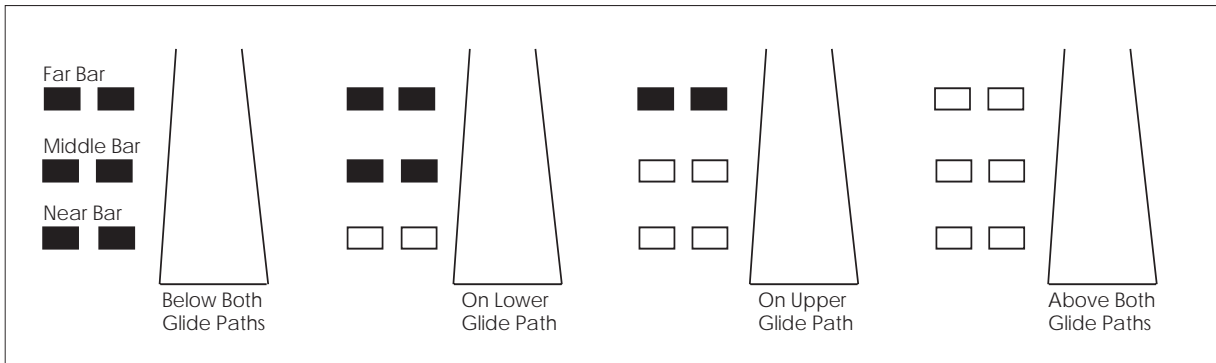 Far Bar
Middle Bar
Near Bar
Below Both
Glide Paths
On Lower
Glide Path
On Upper
Glide Path
Above Both
Glide Paths